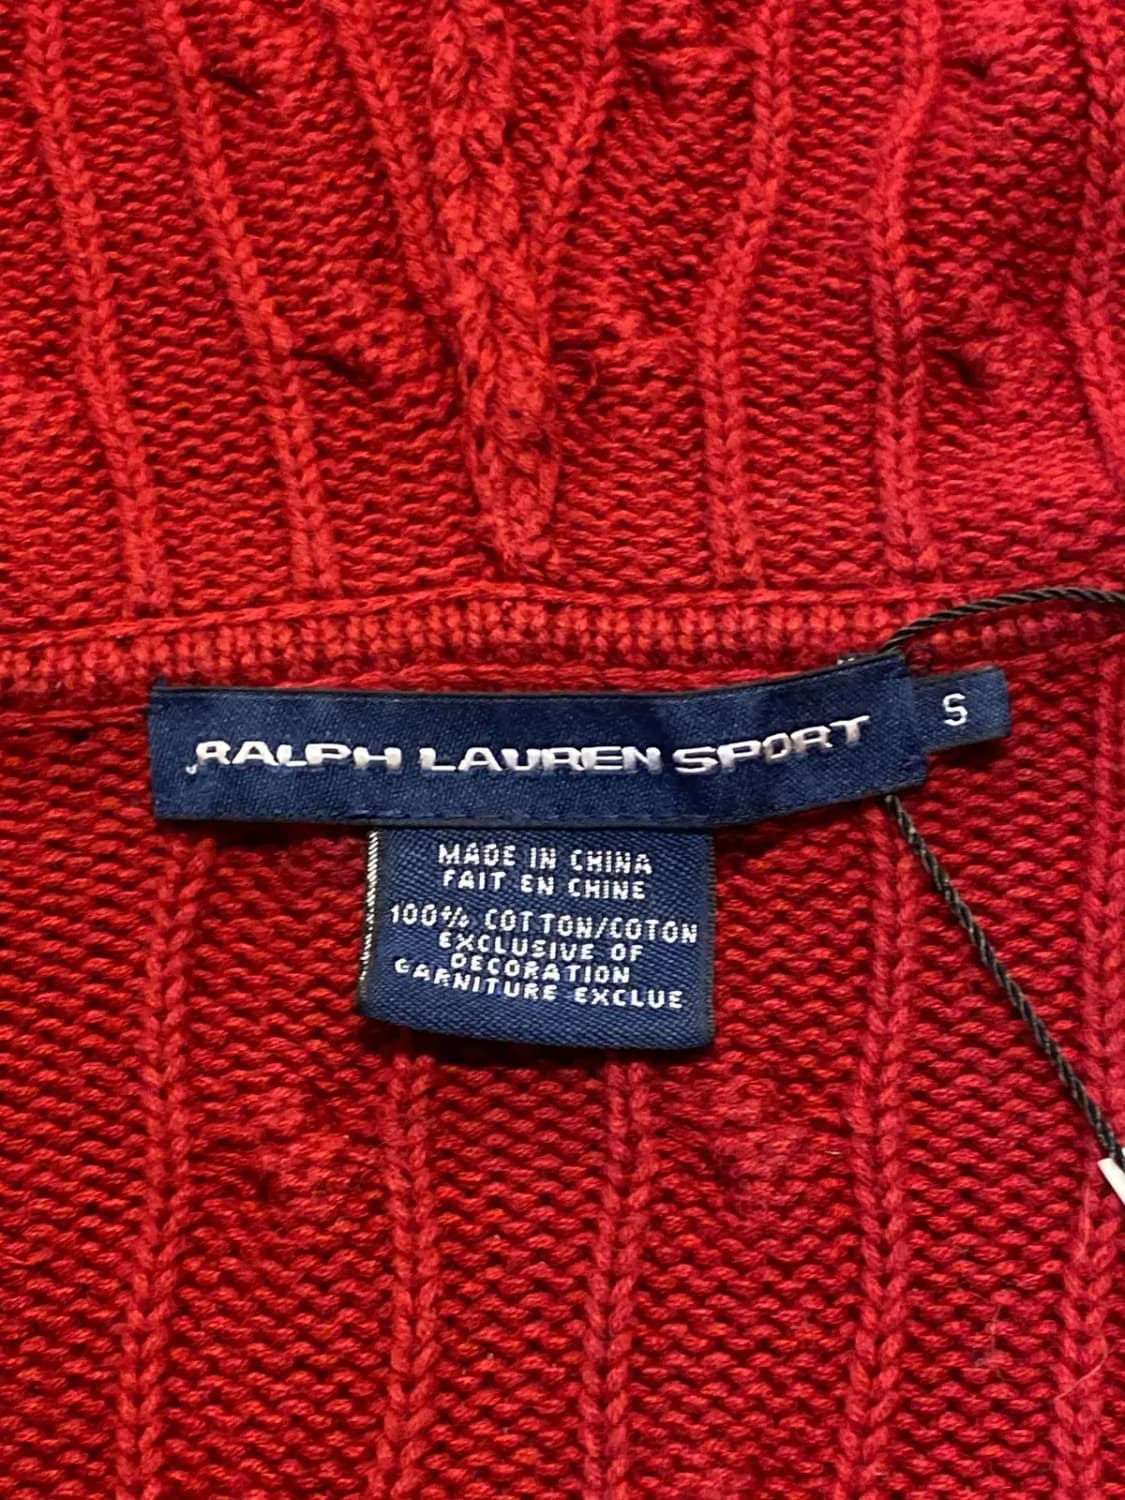 RALPH LAUREN SPORT
S
MADE IN CHINA
FAIT EN CHINE
100% COTTON/COTON
EXCLUSIVE OF
DECORATION
GARNITURE EXCLUE